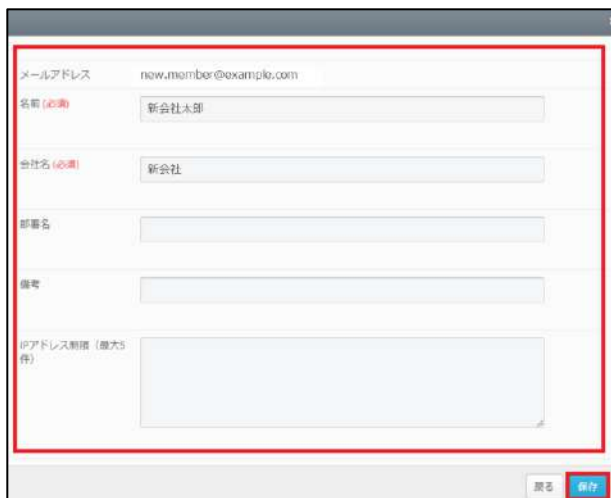 メールアドレス new.member@example.com
名前 (必須) 新会社太郎
会社名 (必須) 新会社
部署名
備考
IPアドレス制限（最大5
件）
戻る 保存